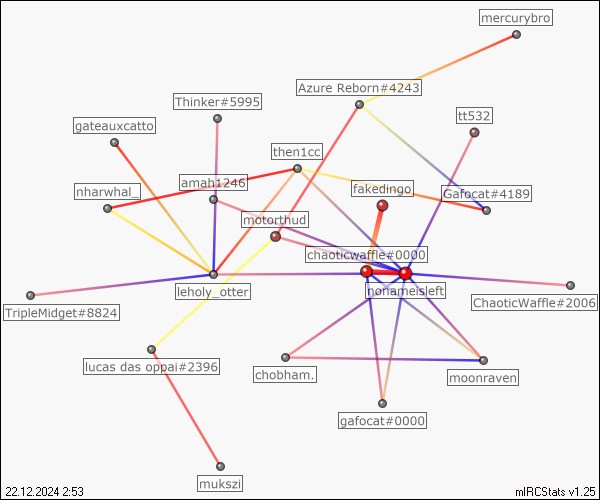 mercurybro
Azure Reborn#4243
Thinker#5995
tt532
gateauxcatto
then1cc
amah1246
fakedingo
nharwhal_
Gafocat#4189
motorthud
chaoticwaffle#0000
leholy_otter
nonameisleft
ChaoticWaffle#2006
TripleMidget#8824
lucas das oppai#2396
chobham.
moonraven
gafocat#0000
mukszi
22.12.2024 2:53
mIRCStats v1.25